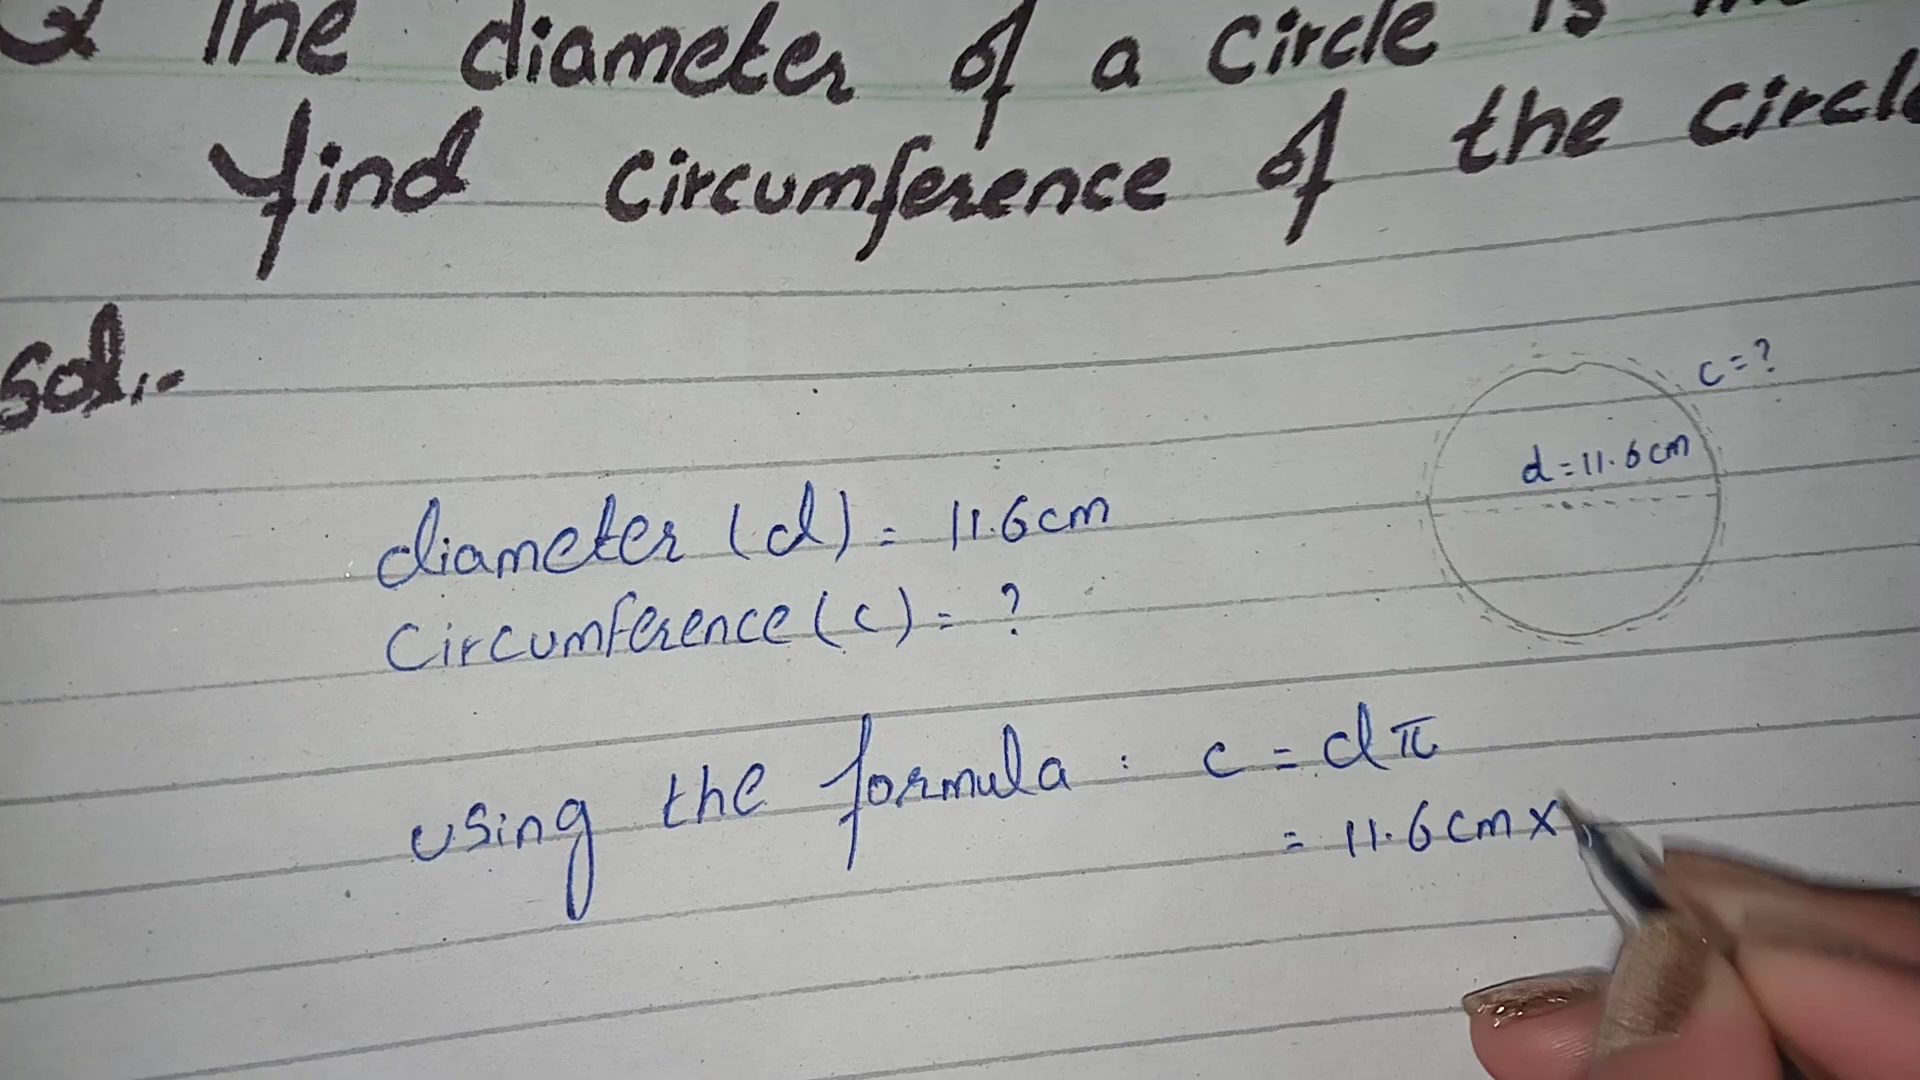 The diameter of a circle is
find circumference of the circle
Sol:-
c=?
d=11.6cm
diameter (d) = 11.6cm
Circumference (c) = ?
using the formula : c = dπ
= 11.6cm x